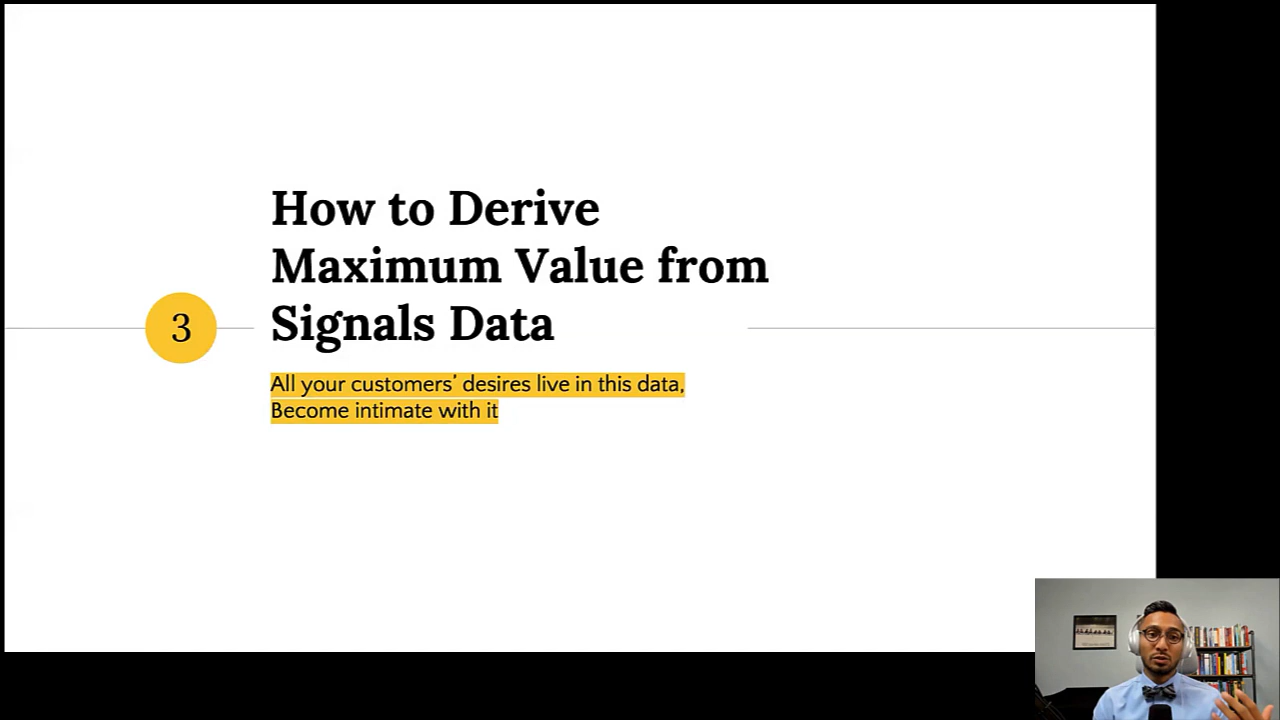 How to Derive
Maximum Value from
3
Signals Data
All your customers’ desires live in this data,
Become intimate with it